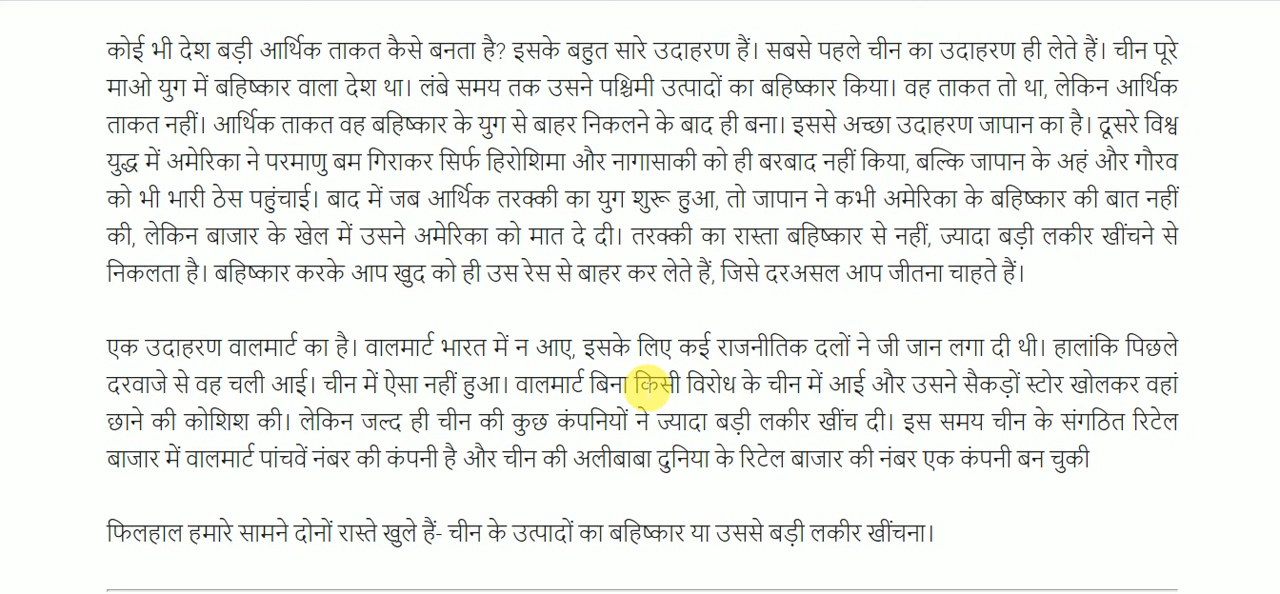 कोई भी देश बड़ी आर्थिक ताकत कैसे बनता है? इसके बहुत सारे उदाहरण हैं। सबसे पहले चीन का उदाहरण ही लेते हैं। चीन पूरे
माओ युग में बहिष्कार वाला देश था। लंबे समय तक उसने पश्चिमी उत्पादों का बहिष्कार किया। वह ताकत तो था, लेकिन आर्थिक
ताकत नहीं। आर्थिक ताकत वह बहिष्कार के युग से बाहर निकलने के बाद ही बना। इससे अच्छा उदाहरण जापान का है। दूसरे विश्व
युद्ध में अमेरिका ने परमाणु बम गिराकर सिर्फ हिरोशिमा और नागासाकी को ही बरबाद नहीं किया, बल्कि जापान के अहं और गौरव
को भी भारी ठेस पहुंचाई। बाद में जब आर्थिक तरक्की का युग शुरू हुआ, तो जापान ने कभी अमेरिका के बहिष्कार की बात नहीं
की, लेकिन बाजार के खेल में उसने अमेरिका को मात दे दी। तरक्की का रास्ता बहिष्कार से नहीं, ज्यादा बड़ी लकीर खींचने से
निकलता है। बहिष्कार करके आप खुद को ही उस रेस से बाहर कर लेते हैं, जिसे दरअसल आप जीतना चाहते हैं।
एक उदाहरण वालमार्ट का है। वालमार्ट भारत में न आए, इसके लिए कई राजनीतिक दलों ने जी जान लगा दी थी। हालांकि पिछले
दरवाजे से वह चली आई। चीन में ऐसा नहीं हुआ। वालमार्ट बिना किसी विरोध के चीन में आई और उसने सैकड़ों स्टोर खोलकर वहां
छाने की कोशिश की। लेकिन जल्द ही चीन की कुछ कंपनियों ने ज्यादा बड़ी लकीर खींच दी। इस समय चीन के संगठित रिटेल
बाजार में वालमार्ट पांचवें नंबर की कंपनी है और चीन की अलीबाबा दुनिया के रिटेल बाजार की नंबर एक कंपनी बन चुकी
फिलहाल हमारे सामने दोनों रास्ते खुले हैं- चीन के उत्पादों का बहिष्कार या उससे बड़ी लकीर खींचना।